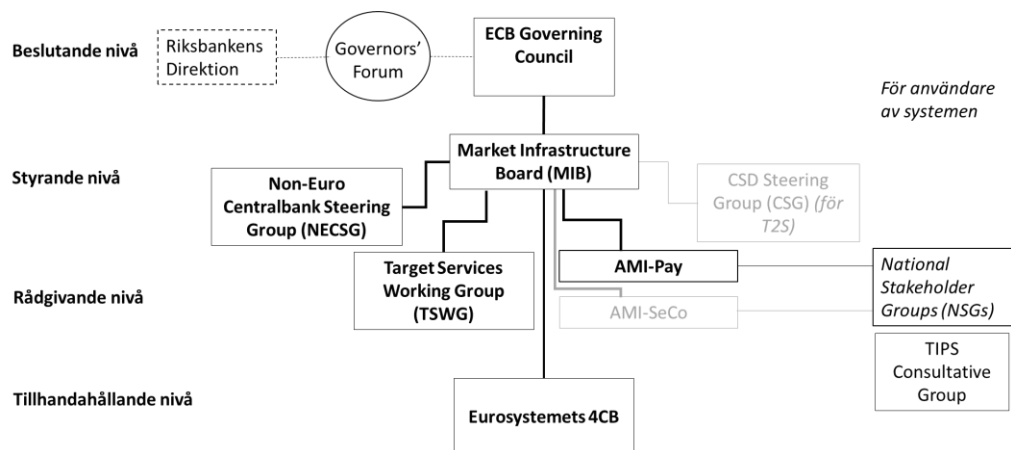 Beslutande nivå
Riksbankens
Direktion
Governors’
Forum
ECB Governing
Council
För användare
av systemen
Styrande nivå
Market Infrastructure
Board (MIB)
Non-Euro
Centralbank Steering
Group (NECSG)
CSD Steering
Group (CSG) (för
T2S)
Rådgivande nivå
Target Services
Working Group
(TSWG)
AMI-Pay
AMI-SeCo
National
Stakeholder
Groups (NSGs)
TIPS
Consultative
Group
Tillhandahållande nivå
Eurosystemets 4CB